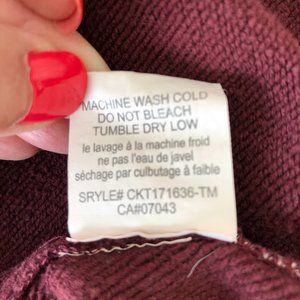 MACHINE WASH COLD
DO NOT BLEACH
TUMBLE DRY LOW
le lavage à la machine froid
ne pas l'eau de javel
séchage par culbutage à faible
SRYLE# CKT171636-TM
CA#07043